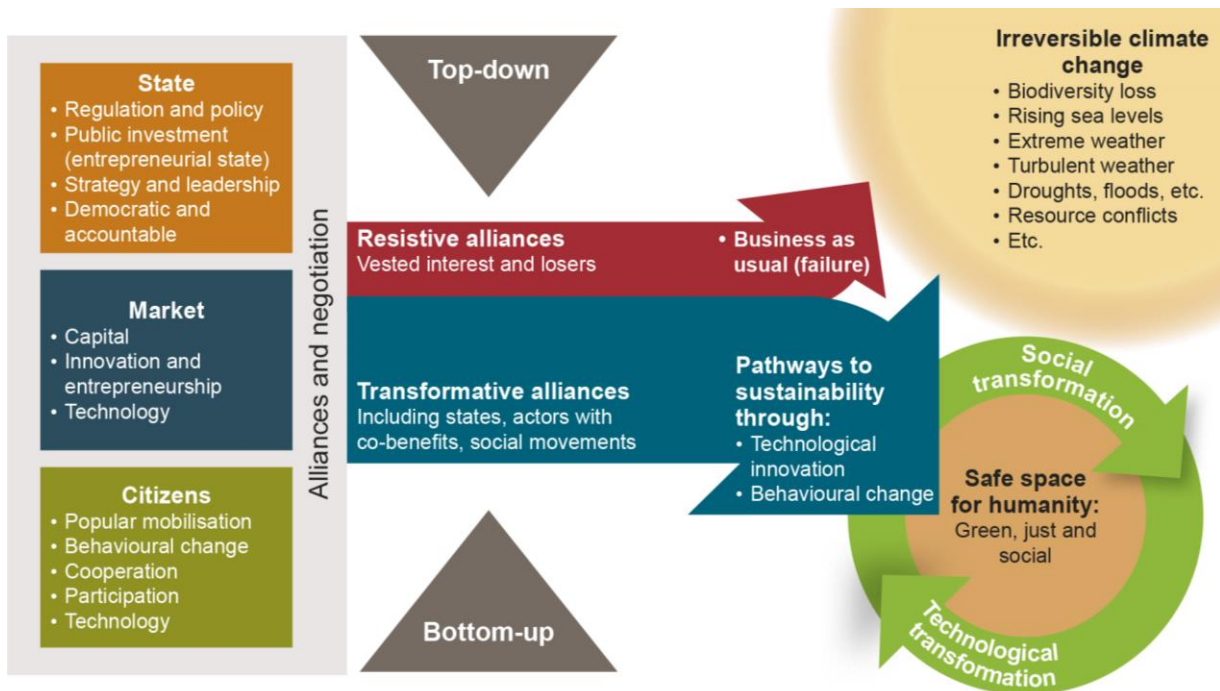 State
• Regulation and policy
• Public investment
(entrepreneurial state)
• Strategy and leadership
• Democratic and
accountable
Market
• Capital
• Innovation and
entrepreneurship
• Technology
Citizens
• Popular mobilisation
• Behavioural change
• Cooperation
• Participation
• Technology
Alliances and negotiation
Top-down
Resistive alliances
Vested interest and losers
• Business as
usual (failure)
Transformative alliances
Including states, actors with
co-benefits, social movements
Pathways to
sustainability
through:
• Technological
innovation
• Behavioural change
Bottom-up
Irreversible climate
change
• Biodiversity loss
• Rising sea levels
• Extreme weather
• Turbulent weather
• Droughts, floods, etc.
• Resource conflicts
• Etc.
Social
transformation
Safe space
for humanity:
Green, just and
social
Technological
transformation